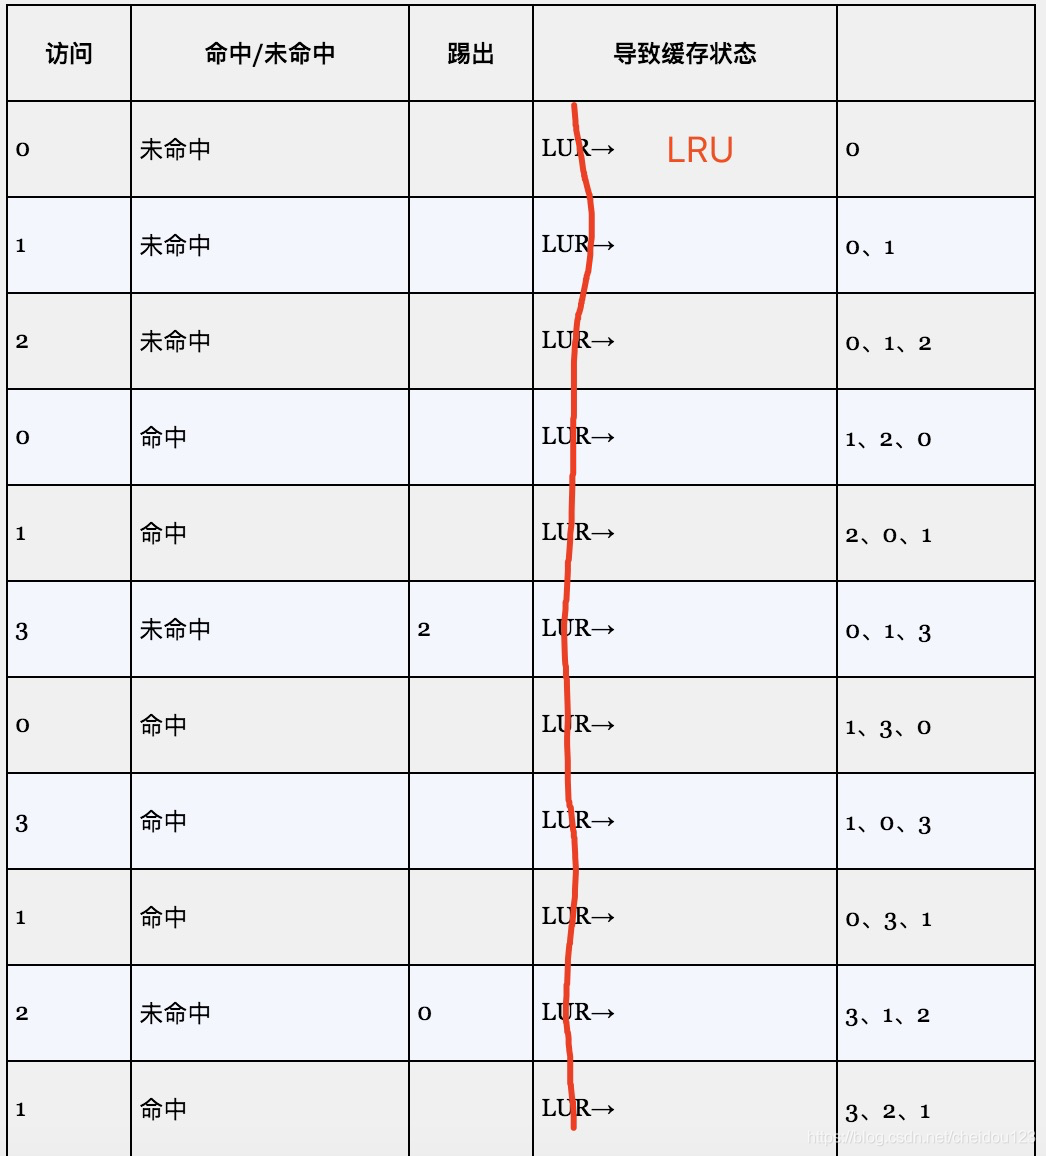 访问 命中/未命中 踢出 导致缓存状态
0 未命中 LUR→ LRU 0
1 未命中 LUR→ 0、1
2 未命中 LUR→ 0、1、2
0 命中 LUR→ 1、2、0
1 命中 LUR→ 2、0、1
3 未命中 2 LUR→ 0、1、3
0 命中 LUR→ 1、3、0
3 命中 LUR→ 1、0、3
1 命中 LUR→ 0、3、1
2 未命中 0 LUR→ 3、1、2
1 命中 LUR→ 3、2、1
https://blog.csdn.net/cheidou123